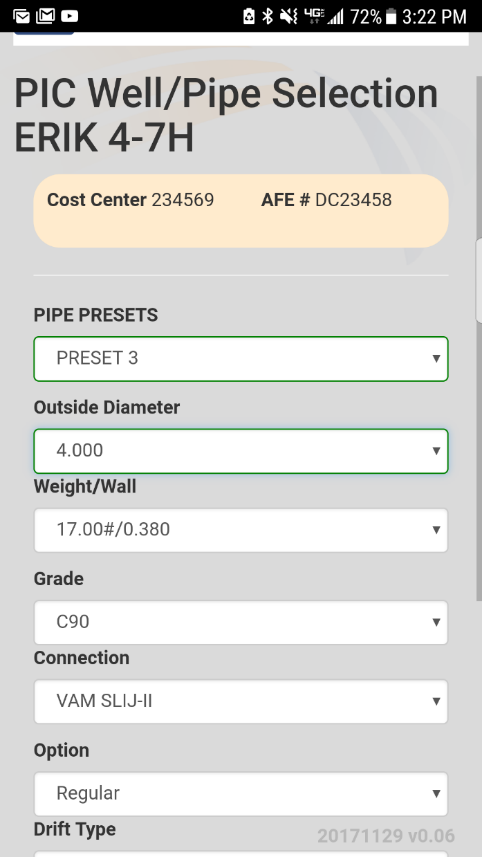 4G 72% 3:22 PM
PIC Well/Pipe Selection
ERIK 4-7H
Cost Center 234569 AFE # DC23458
PIPE PRESETS
PRESET 3
Outside Diameter
4.000
Weight/Wall
17.00#/0.380
Grade
C90
Connection
VAM SLIJ-II
Option
Regular
Drift Type
20171129 v0.06